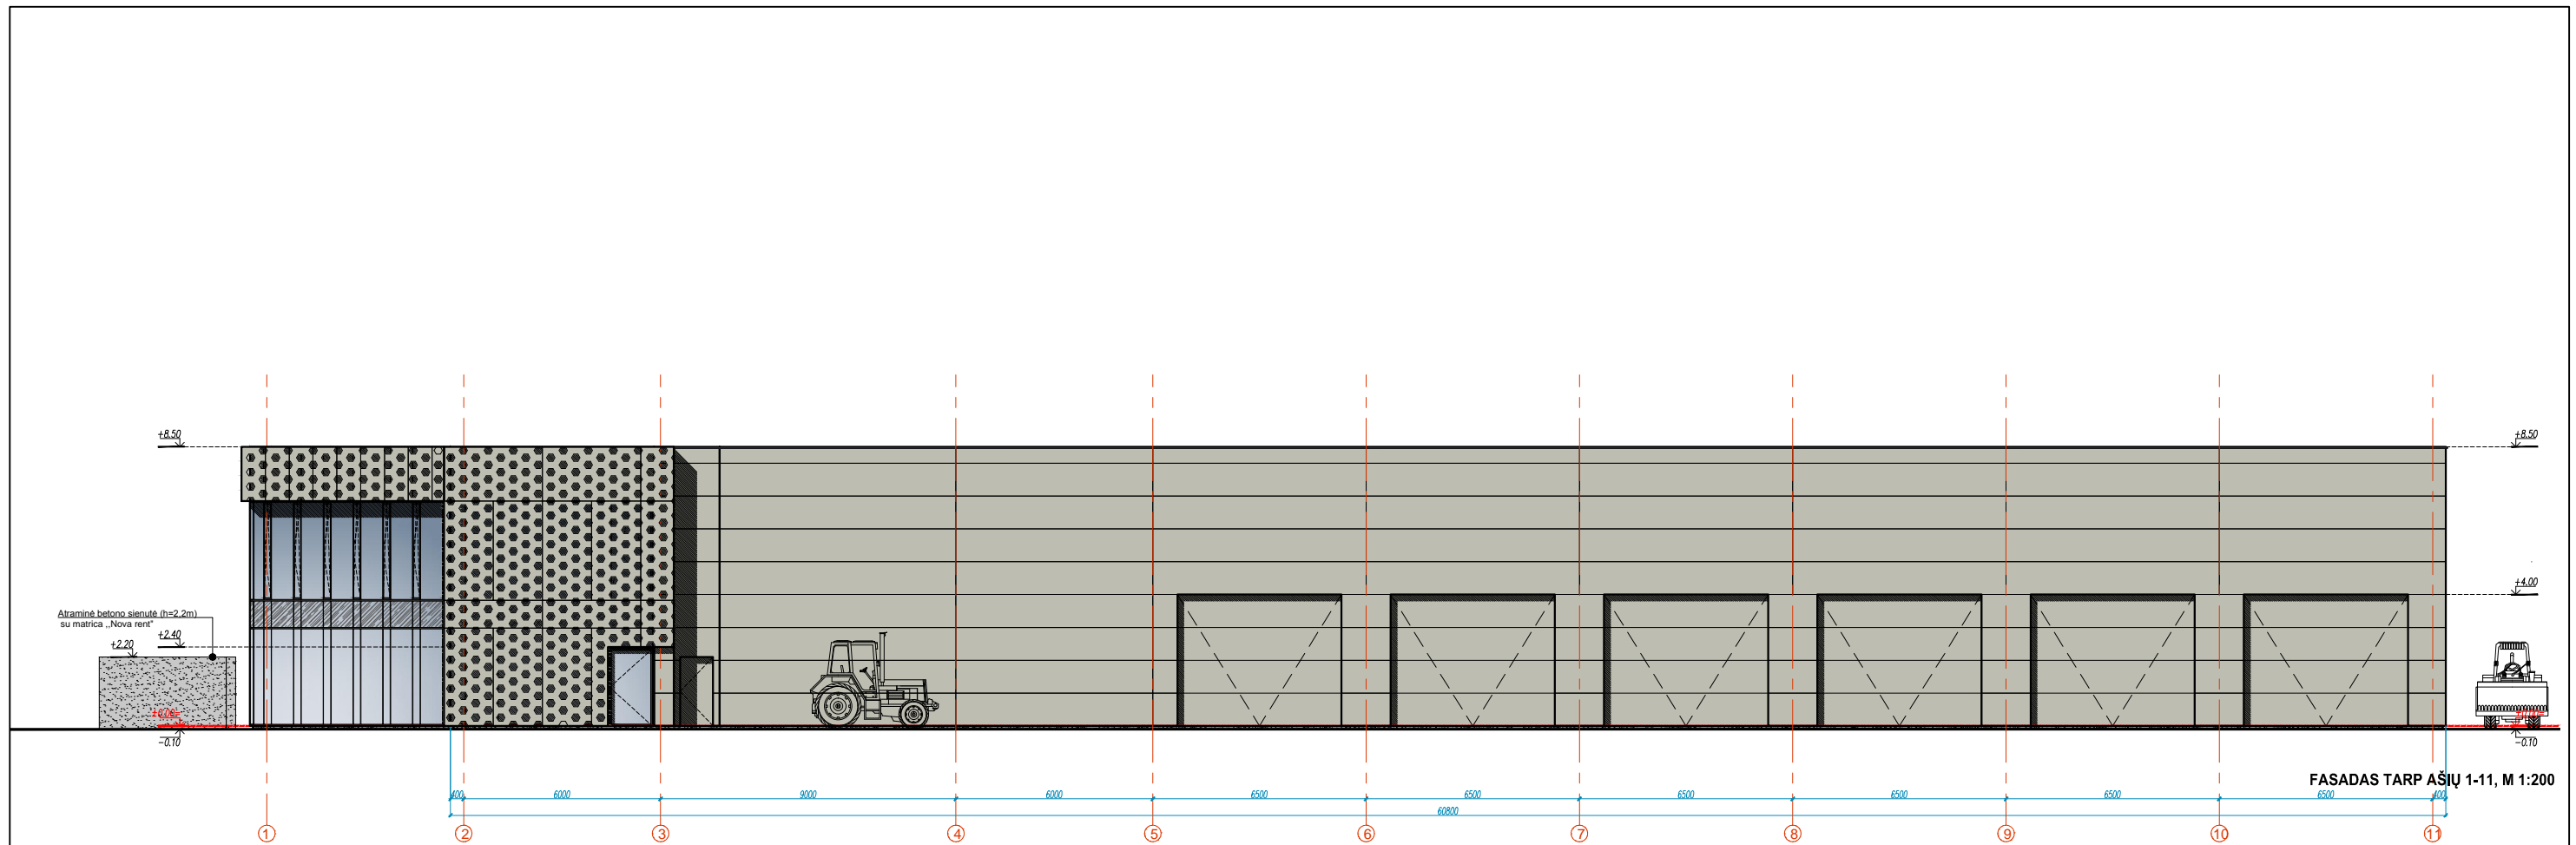 +8.50
+8.50
+4.00
Atraminė betono sienutė (h=2,2m)
su matrica ,,Nova rent"
+2.40
+2.20
±0.00=
-0.10
-0.10
FASADAS TARP AŠIŲ 1-11, M 1:200
400 6000 9000 6000 6500 6500 6500 6500 6500 6500 400
60800
1 2 3 4 5 6 7 8 9 10 11